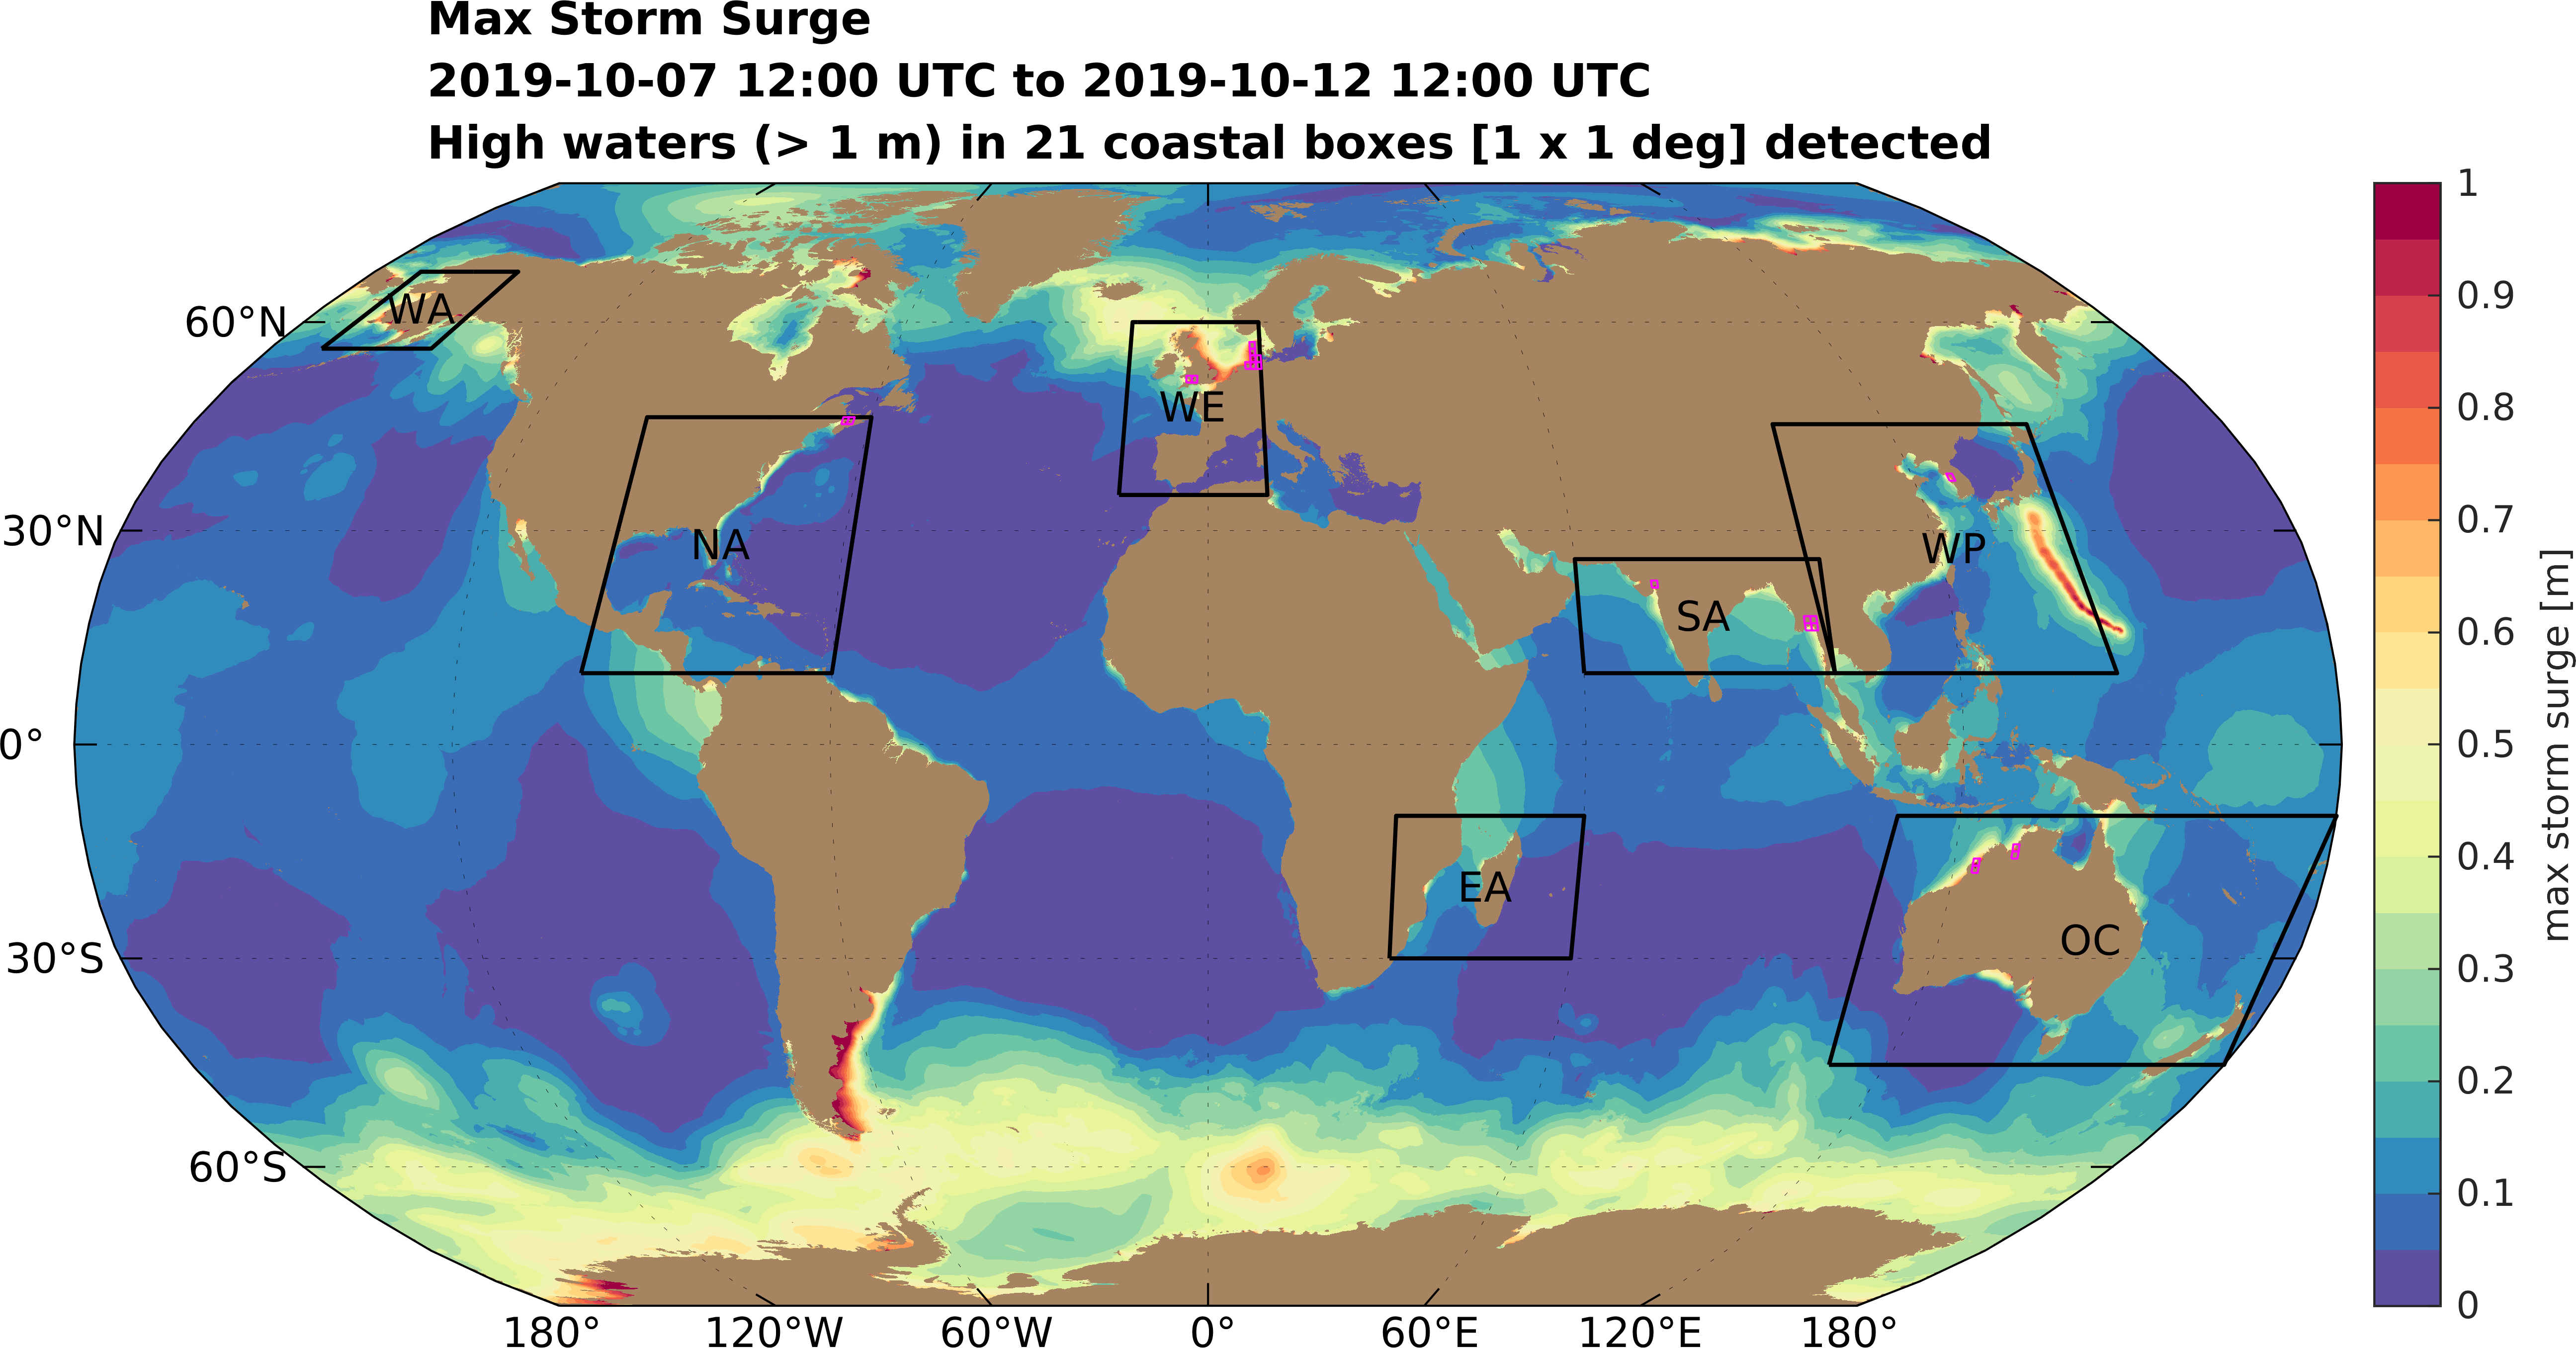 Max Storm Surge
2019-10-07 12:00 UTC to 2019-10-12 12:00 UTC
High waters (> 1 m) in 21 coastal boxes [1 x 1 deg] detected
60°N
30°N
0°
30°S
60°S
WA
WE
NA
WP
SA
EA
OC
180°
120°W
60°W
0°
60°E
120°E
180°
1
0.9
0.8
0.7
0.6
0.5
0.4
0.3
0.2
0.1
0
max storm surge [m]